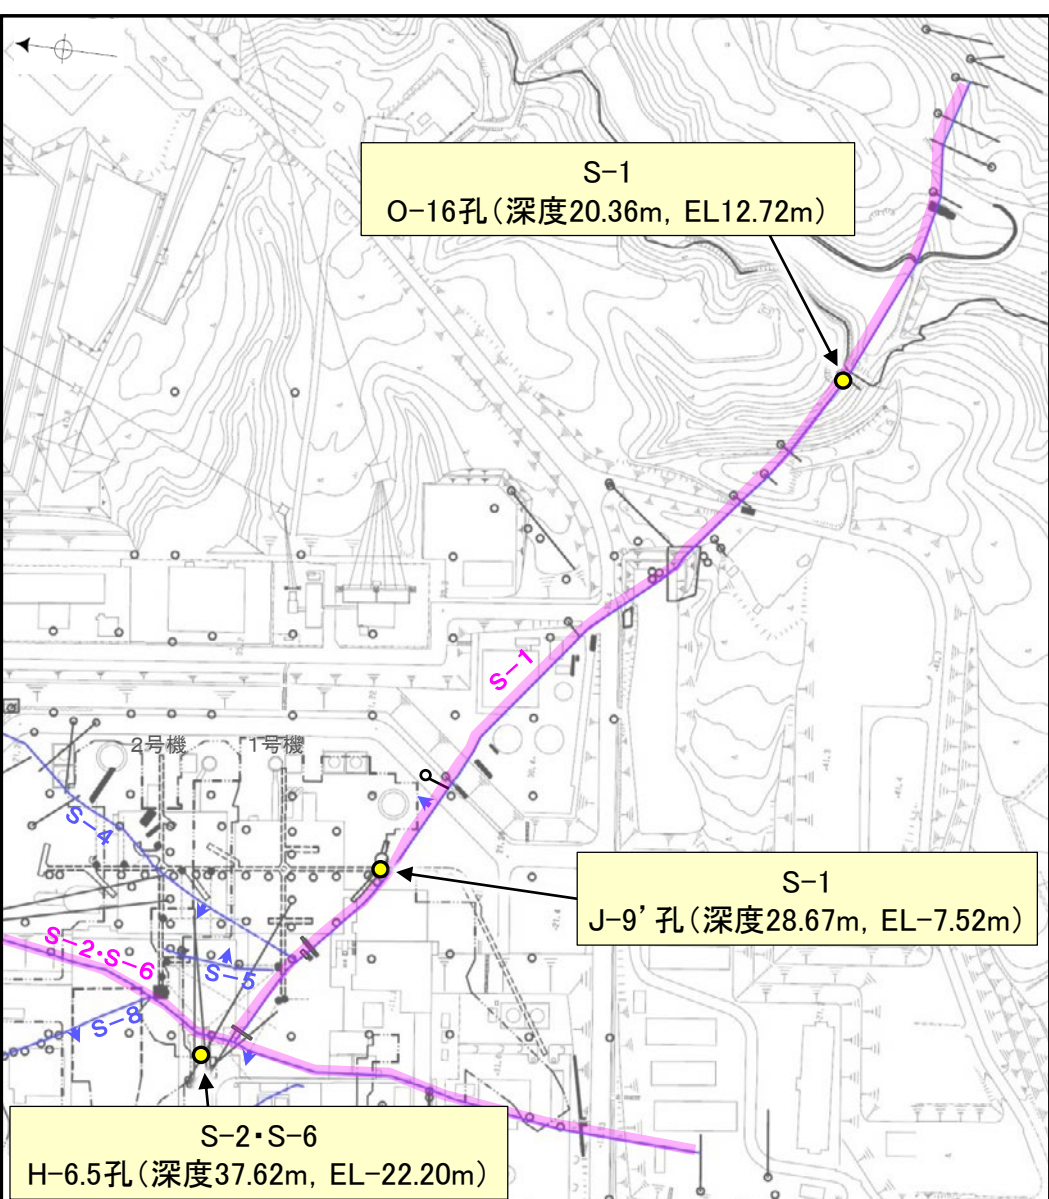 S-1
O-16孔(深度20.36m, EL12.72m)
S-1
2号機
1号機
S-4
S-1
J-9’孔(深度28.67m, EL-7.52m)
S-2・S-6
S-5
S-8
S-2・S-6
H-6.5孔(深度37.62m, EL-22.20m)